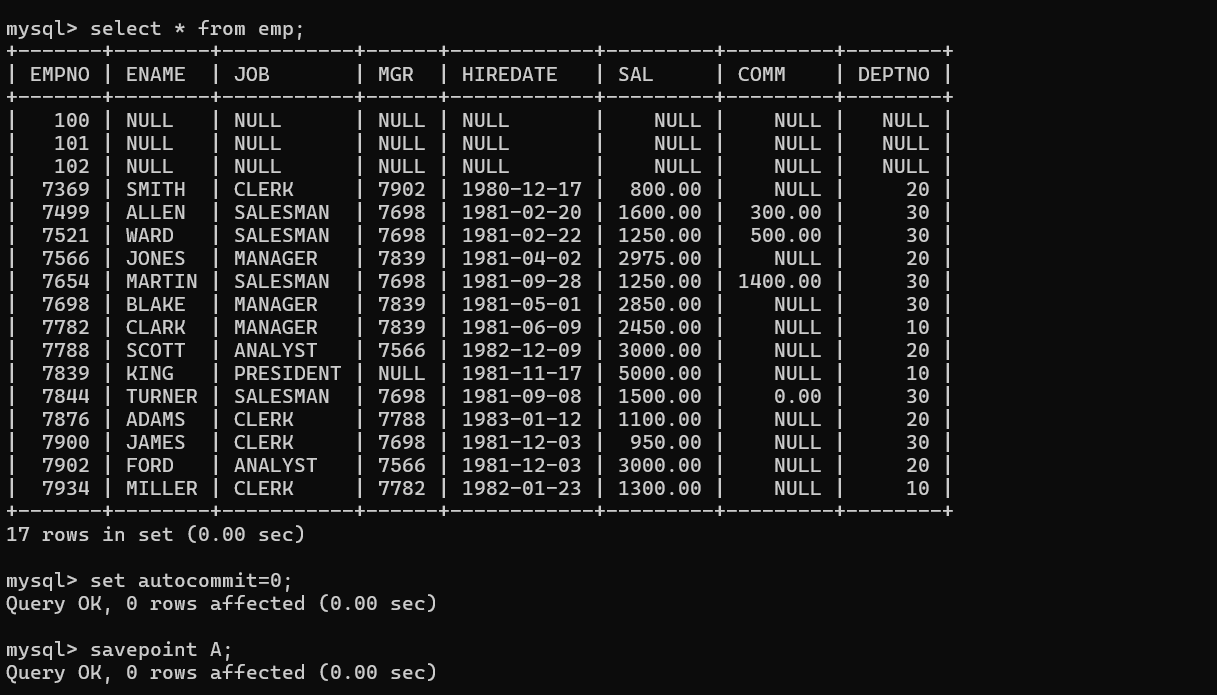 mysql> select * from emp;
+-------+--------+-----------+------+------------+---------+---------+--------+
| EMPNO | ENAME  | JOB       | MGR  | HIREDATE   | SAL     | COMM    | DEPTNO |
+-------+--------+-----------+------+------------+---------+---------+--------+
|   100 | NULL   | NULL      | NULL | NULL       |    NULL |    NULL |   NULL |
|   101 | NULL   | NULL      | NULL | NULL       |    NULL |    NULL |   NULL |
|   102 | NULL   | NULL      | NULL | NULL       |    NULL |    NULL |   NULL |
|  7369 | SMITH  | CLERK     | 7902 | 1980-12-17 |  800.00 |    NULL |     20 |
|  7499 | ALLEN  | SALESMAN  | 7698 | 1981-02-20 | 1600.00 |  300.00 |     30 |
|  7521 | WARD   | SALESMAN  | 7698 | 1981-02-22 | 1250.00 |  500.00 |     30 |
|  7566 | JONES  | MANAGER   | 7839 | 1981-04-02 | 2975.00 |    NULL |     20 |
|  7654 | MARTIN | SALESMAN  | 7698 | 1981-09-28 | 1250.00 | 1400.00 |     30 |
|  7698 | BLAKE  | MANAGER   | 7839 | 1981-05-01 | 2850.00 |    NULL |     30 |
|  7782 | CLARK  | MANAGER   | 7839 | 1981-06-09 | 2450.00 |    NULL |     10 |
|  7788 | SCOTT  | ANALYST   | 7566 | 1982-12-09 | 3000.00 |    NULL |     20 |
|  7839 | KING   | PRESIDENT | NULL | 1981-11-17 | 5000.00 |    NULL |     10 |
|  7844 | TURNER | SALESMAN  | 7698 | 1981-09-08 | 1500.00 |    0.00 |     30 |
|  7876 | ADAMS  | CLERK     | 7788 | 1983-01-12 | 1100.00 |    NULL |     20 |
|  7900 | JAMES  | CLERK     | 7698 | 1981-12-03 |  950.00 |    NULL |     30 |
|  7902 | FORD   | ANALYST   | 7566 | 1981-12-03 | 3000.00 |    NULL |     20 |
|  7934 | MILLER | CLERK     | 7782 | 1982-01-23 | 1300.00 |    NULL |     10 |
+-------+--------+-----------+------+------------+---------+---------+--------+
17 rows in set (0.00 sec)
mysql> set autocommit=0;
Query OK, 0 rows affected (0.00 sec)
mysql> savepoint A;
Query OK, 0 rows affected (0.00 sec)